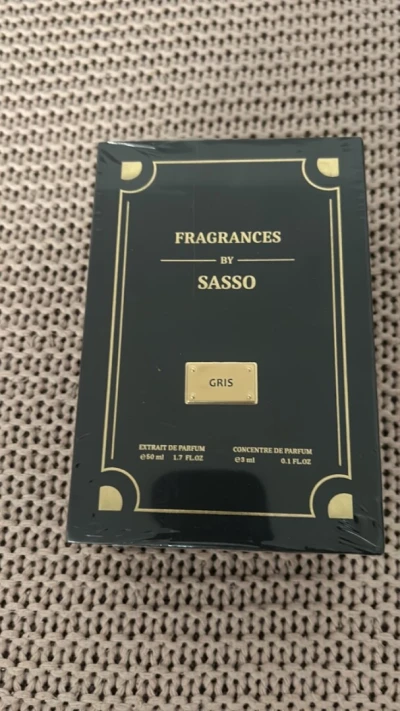 FRAGRANCES
BY
SASSO
GRIS
EXTRAIT DE PARFUM
℮50 ml 1.7 FL.OZ
CONCENTRE DE PARFUM
℮3 ml 0.1 FL.OZ